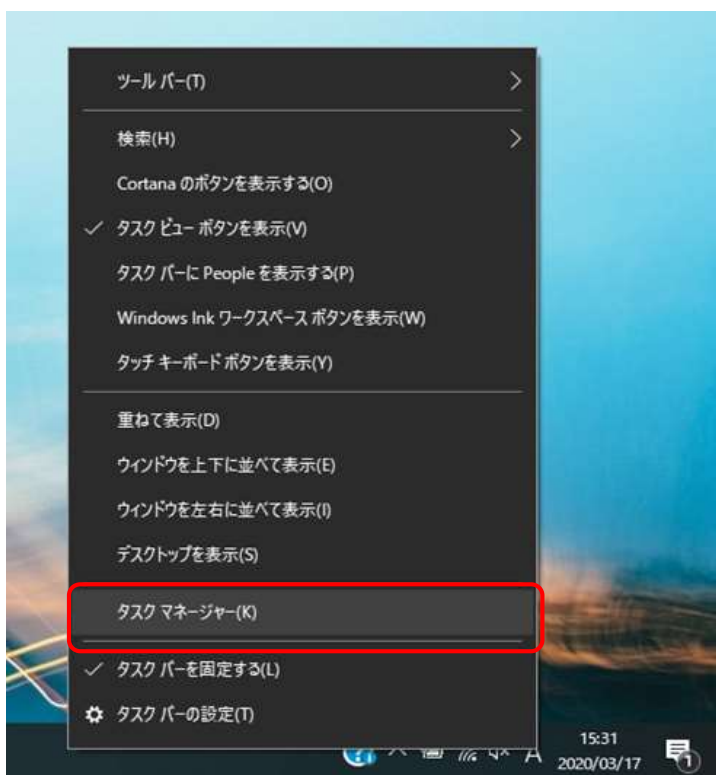 ツール バー(T)
検索(H)
Cortana のボタンを表示する(O)
タスク ビュー ボタンを表示(V)
タスク バーに People を表示する(P)
Windows Ink ワークスペース ボタンを表示(W)
タッチ キーボード ボタンを表示(Y)
重ねて表示(D)
ウィンドウを上下に並べて表示(E)
ウィンドウを左右に並べて表示(I)
デスクトップを表示(S)
タスク マネージャー(K)
タスク バーを固定する(L)
タスク バーの設定(T)
A
15:31
2020/03/17
1